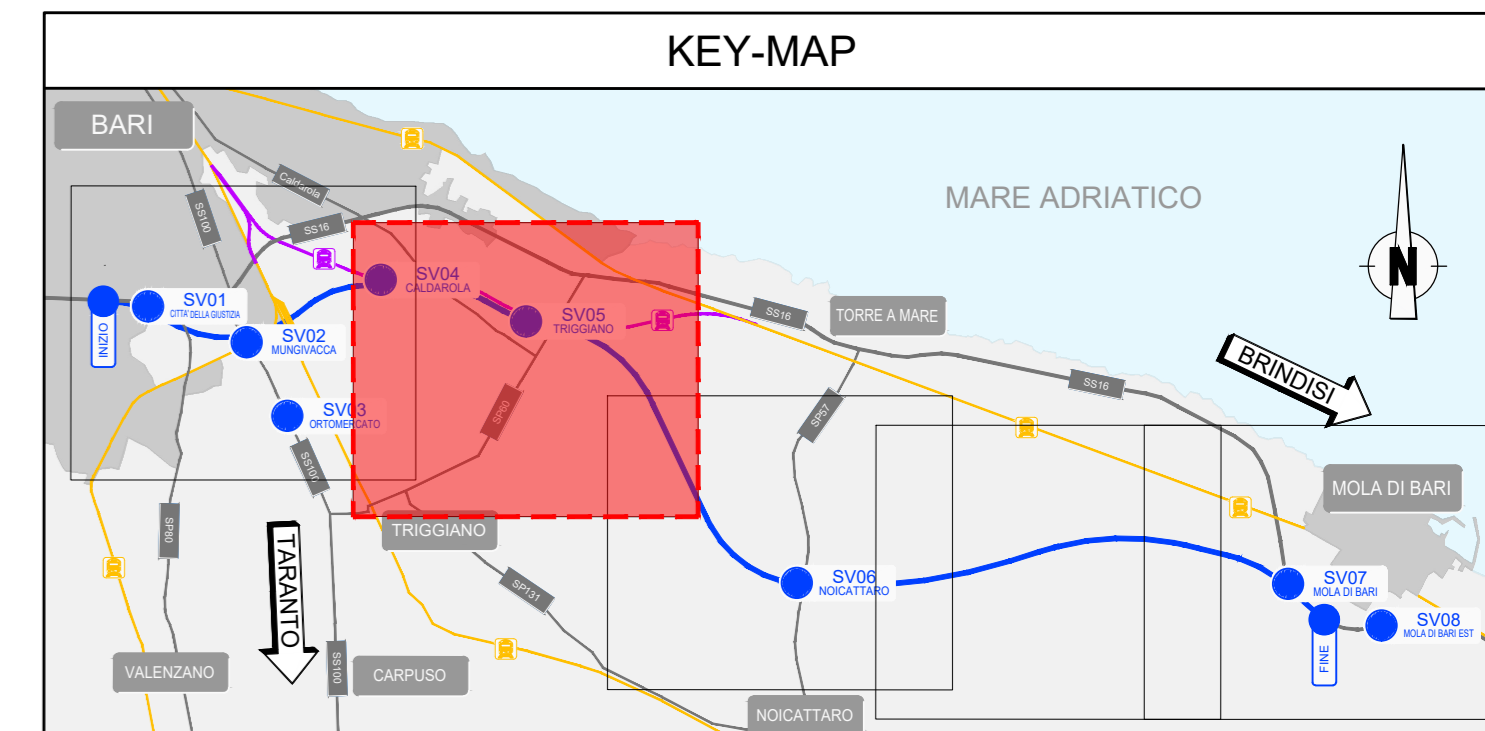 KEY-MAP
BARI
MARE ADRIATICO
N
Caldarola
SS100
SS16
SV04
CALDAROLA
SV01
CITTA' DELLA GIUSTIZIA
SV05
TRIGGIANO
SS16
TORRE A MARE
INIZIO
SV02
MUNGIVACCA
BRINDISI
SS16
SV03
ORTOMERCATO
SP60
SP57
SS100
MOLA DI BARI
SP80
TRIGGIANO
TARANTO
SP131
SV06
NOICATTARO
SV07
MOLA DI BARI
SV08
MOLA DI BARI EST
FINE
VALENZANO
SS100
CARPUSO
NOICATTARO